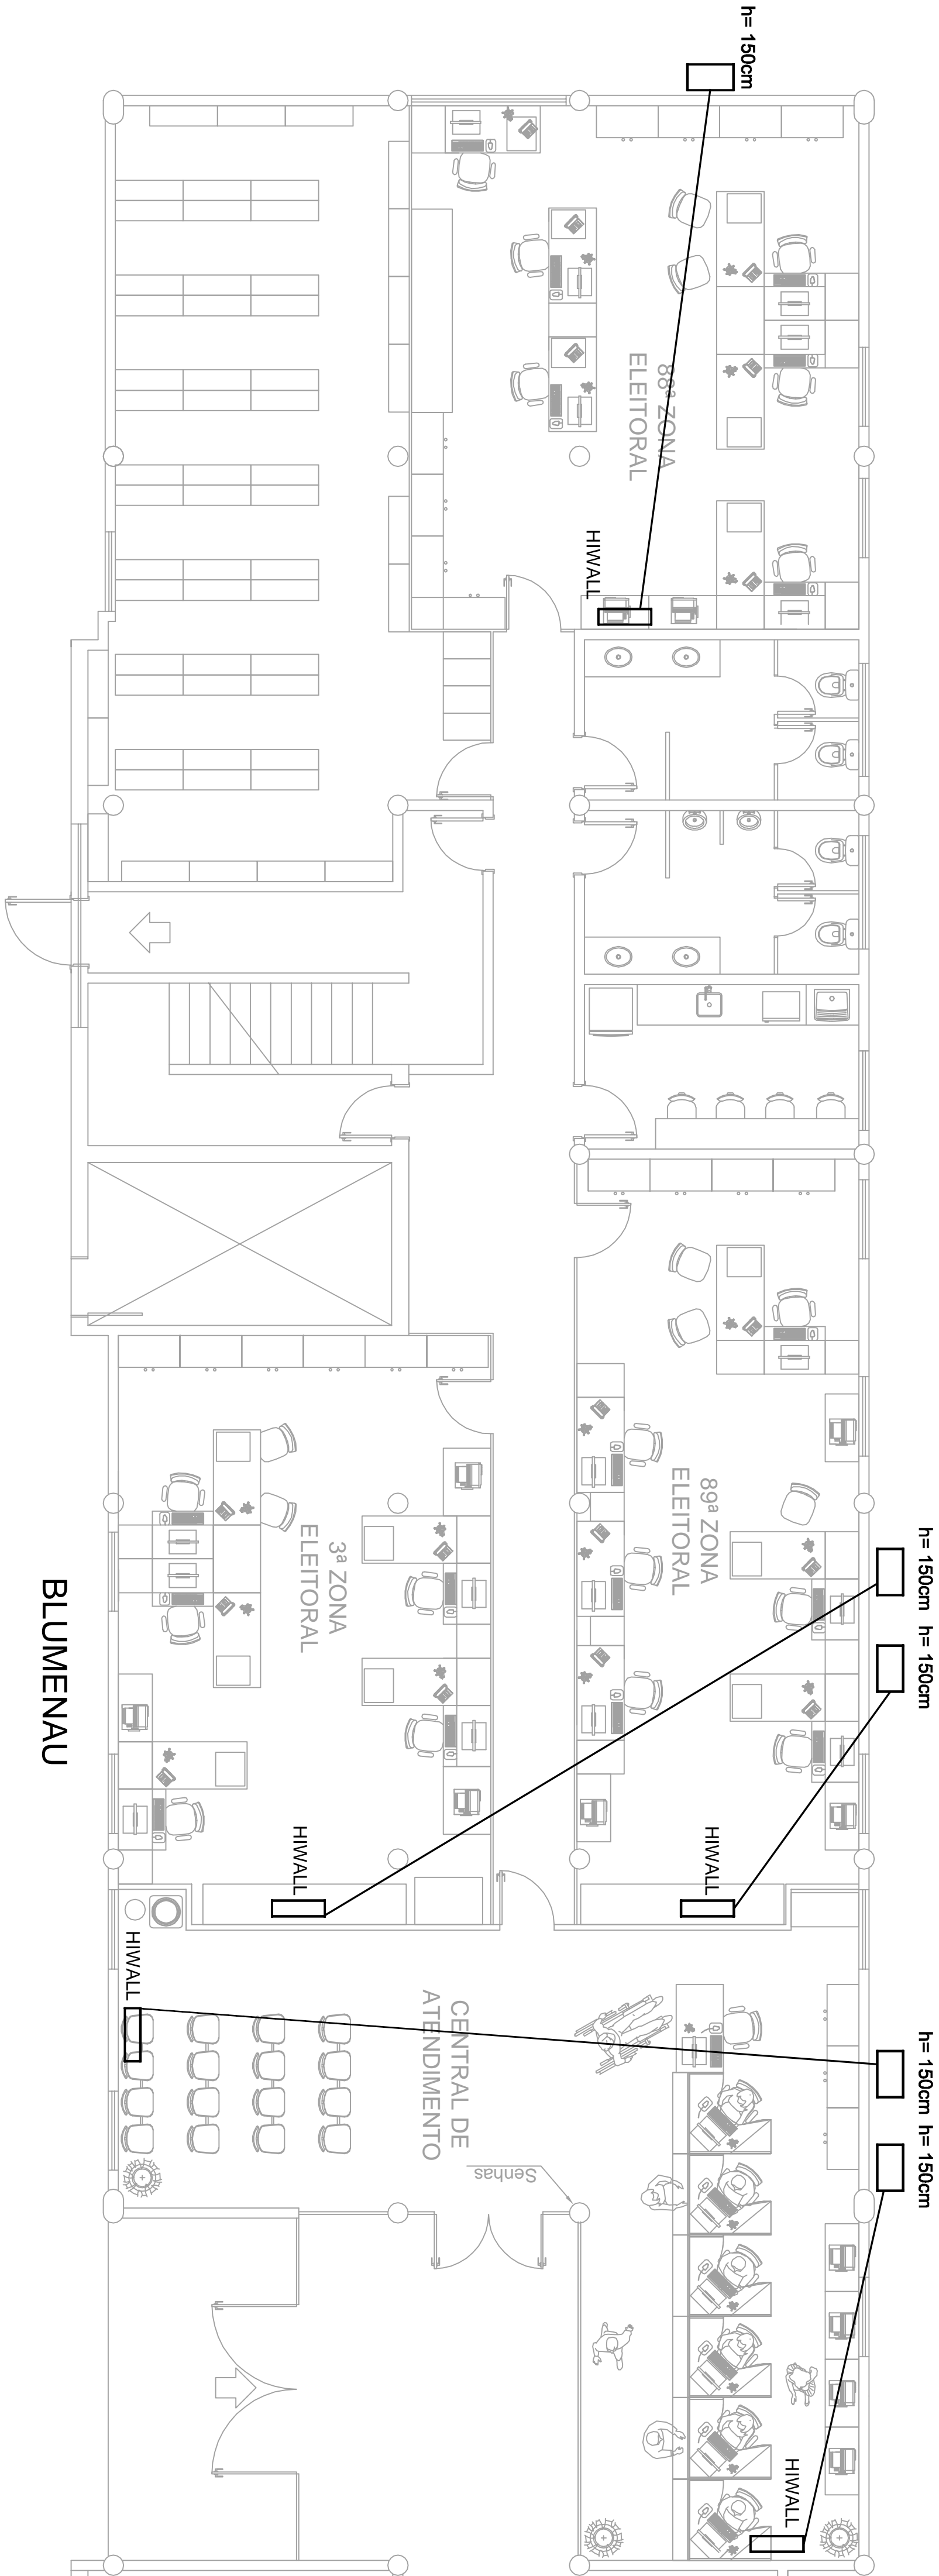 h= 150cm
88ª ZONA
ELEITORAL
HIWALL
89ª ZONA
ELEITORAL
3ª ZONA
ELEITORAL
h= 150cm
h= 150cm
BLUMENAU
HIWALL
HIWALL
HIWALL
CENTRAL DE
ATENDIMENTO
Senhas
h= 150cm
h= 150cm
HIWALL